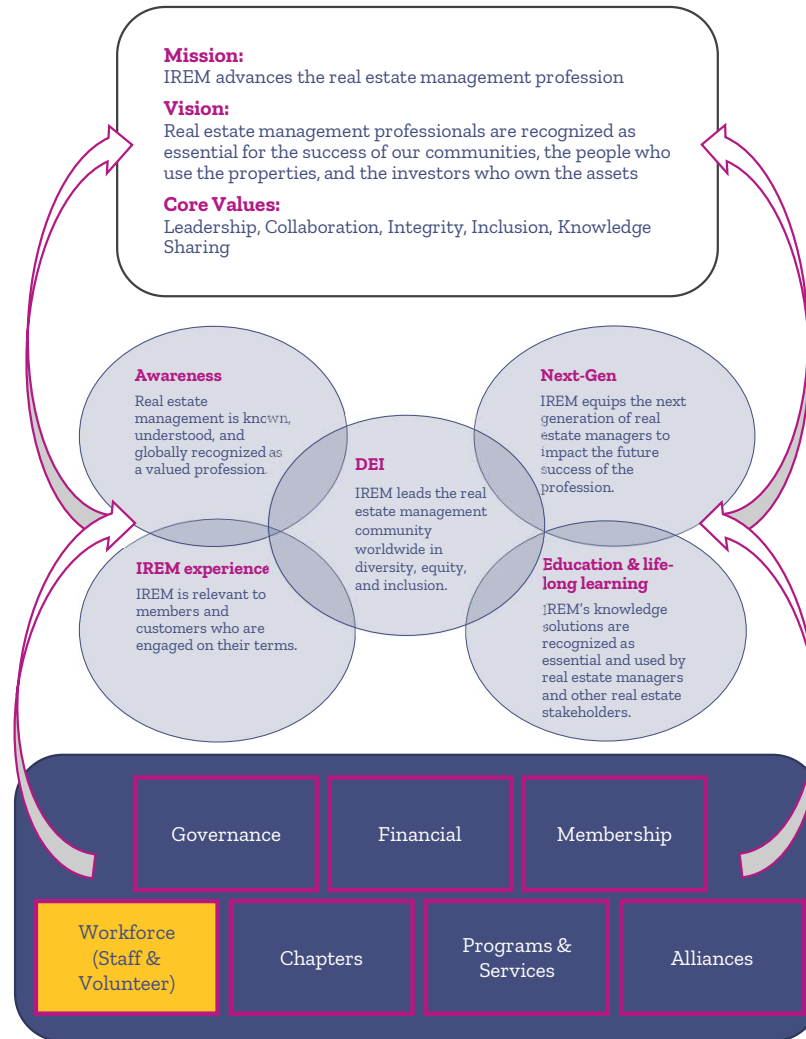 Mission:
IREM advances the real estate management profession
Vision:
Real estate management professionals are recognized as
essential for the success of our communities, the people who
use the properties, and the investors who own the assets
Core Values:
Leadership, Collaboration, Integrity, Inclusion, Knowledge
Sharing
Awareness
Real estate
management is known,
understood, and
globally recognized as
a valued profession.
Next-Gen
IREM equips the next
generation of real
estate managers to
impact the future
success of the
profession.
DEI
IREM leads the real
estate management
community
worldwide in
diversity, equity,
and inclusion.
IREM experience
IREM is relevant to
members and
customers who are
engaged on their terms.
Education & life-
long learning
IREM's knowledge
solutions are
recognized as
essential and used by
real estate managers
and other real estate
stakeholders.
Governance
Financial
Membership
Workforce
(Staff &
Volunteer)
Chapters
Programs &
Services
Alliances